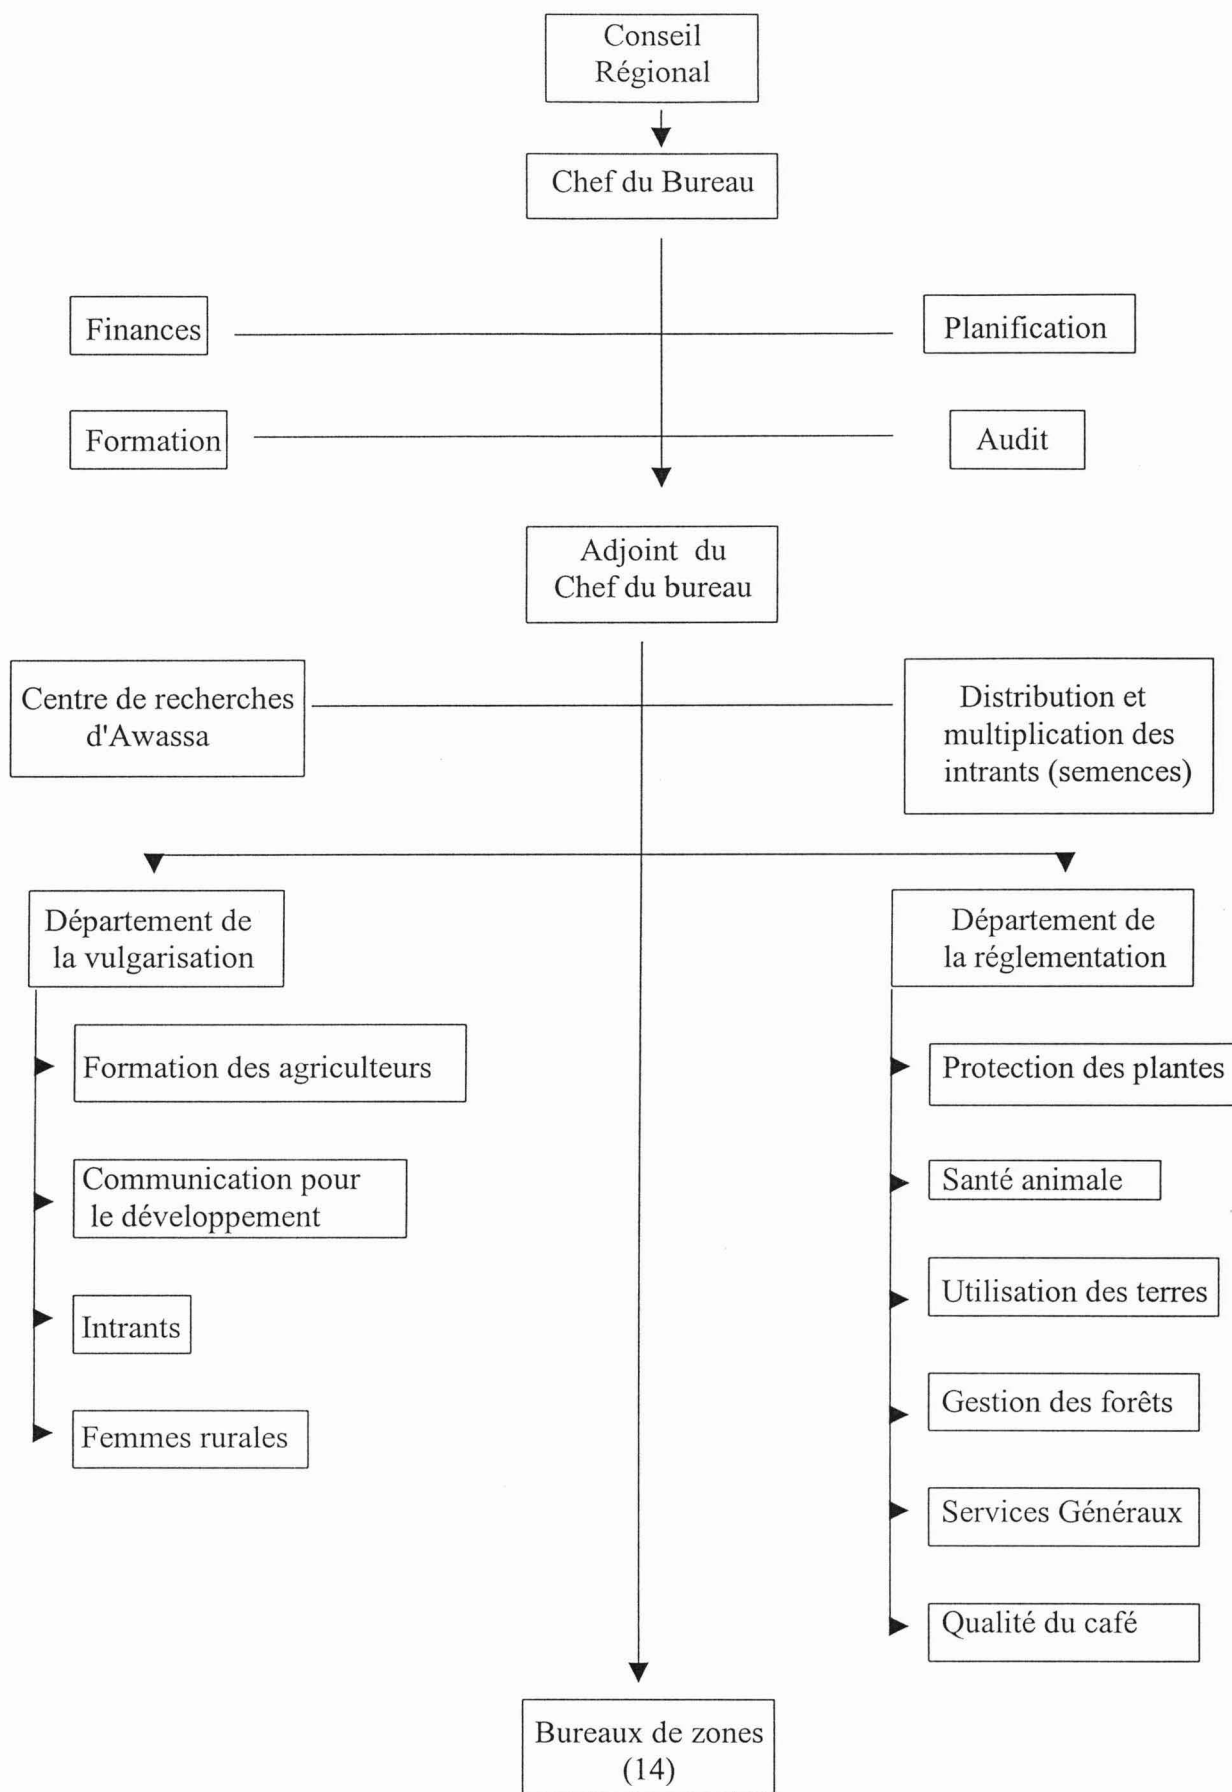 Conseil
Régional
Chef du Bureau
Finances
Planification
Formation
Audit
Adjoint du
Chef du bureau
Centre de recherches
d'Awassa
Distribution et
multiplication des
intrants (semences)
Département de
la vulgarisation
Département de
la réglementation
Formation des agriculteurs
Protection des plantes
Communication pour
le développement
Santé animale
Intrants
Utilisation des terres
Femmes rurales
Gestion des forêts
Services Généraux
Qualité du café
Bureaux de zones
(14)